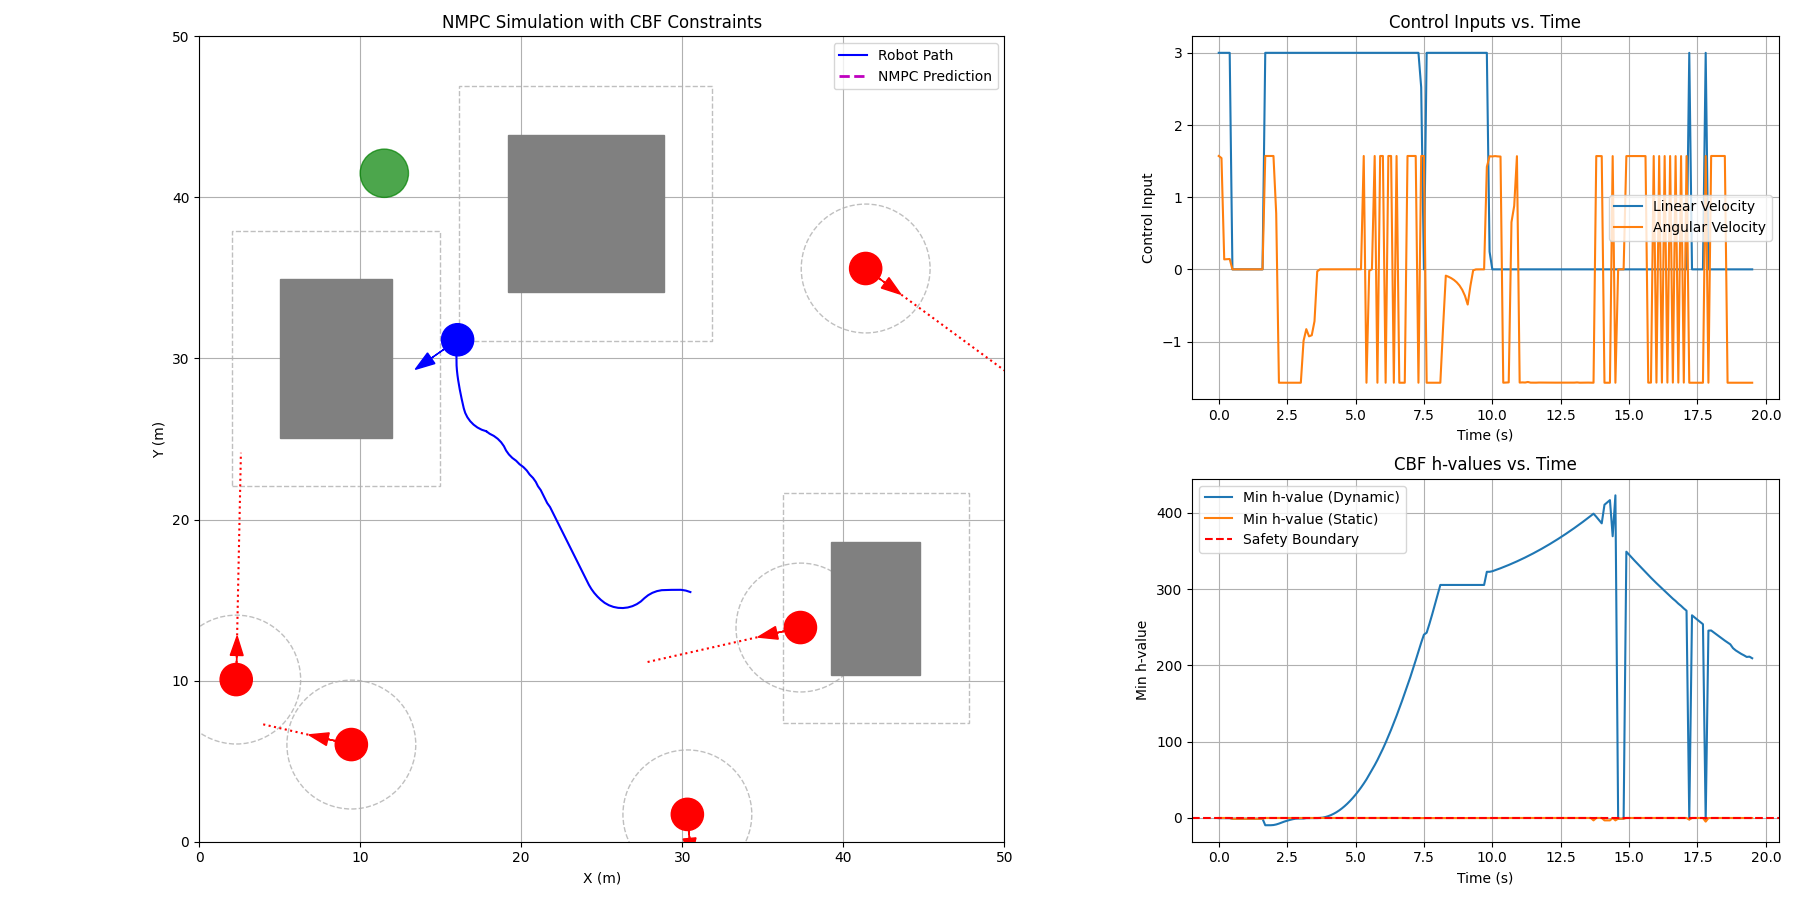 NMPC Simulation with CBF Constraints
50
40
30
20
10
0
Y (m)
0 10 20 30 40 50
X (m)
Robot Path
NMPC Prediction
Control Inputs vs. Time
3
2
1
0
−1
Control Input
Linear Velocity
Angular Velocity
0.0 2.5 5.0 7.5 10.0 12.5 15.0 17.5 20.0
Time (s)
CBF h-values vs. Time
400
300
200
100
0
Min h-value
Min h-value (Dynamic)
Min h-value (Static)
Safety Boundary
0.0 2.5 5.0 7.5 10.0 12.5 15.0 17.5 20.0
Time (s)